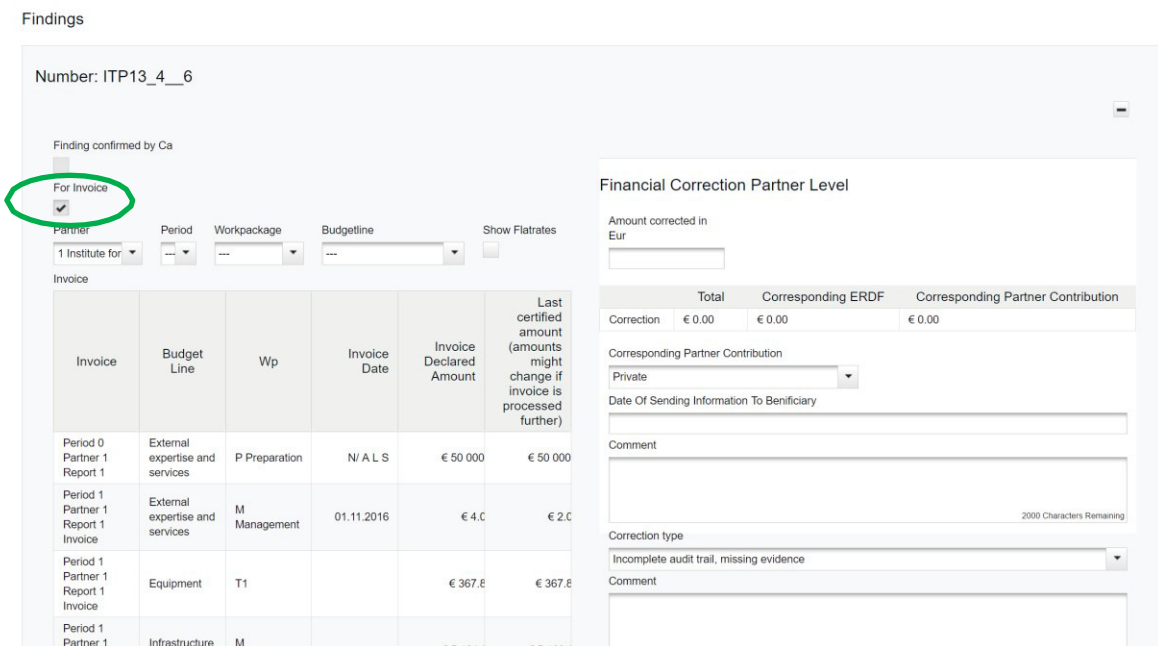 Findings
Number: ITP13_4__6
Finding confirmed by Ca
For Invoice
Partner Period Workpackage Budgetline Show Flatrates
1 Institute for --- --- ---
Invoice
Invoice
Budget
Line
Wp
Invoice
Date
Invoice
Declared
Amount
Last
certified
amount
(amounts
might
change if
invoice is
processed
further)
Period 0
Partner 1
Report 1
External
expertise and
services
P Preparation
N/ A L S
€ 50 000
€ 50 000
Period 1
Partner 1
Report 1
Invoice
External
expertise and
services
M
Management
01.11.2016
€ 4.0
€ 2.0
Period 1
Partner 1
Report 1
Invoice
Equipment
T1
€ 367.8
€ 367.8
Period 1
Partner 1
Infrastructure
M
Financial Correction Partner Level
Amount corrected in
Eur
Total Corresponding ERDF Corresponding Partner Contribution
Correction € 0.00 € 0.00 € 0.00
Corresponding Partner Contribution
Private
Date Of Sending Information To Benificiary
Comment
2000 Characters Remaining
Correction type
Incomplete audit trail, missing evidence
Comment